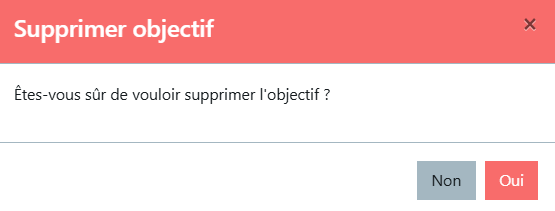 Supprimer objectif
×
Êtes-vous sûr de vouloir supprimer l'objectif ?
Non Oui